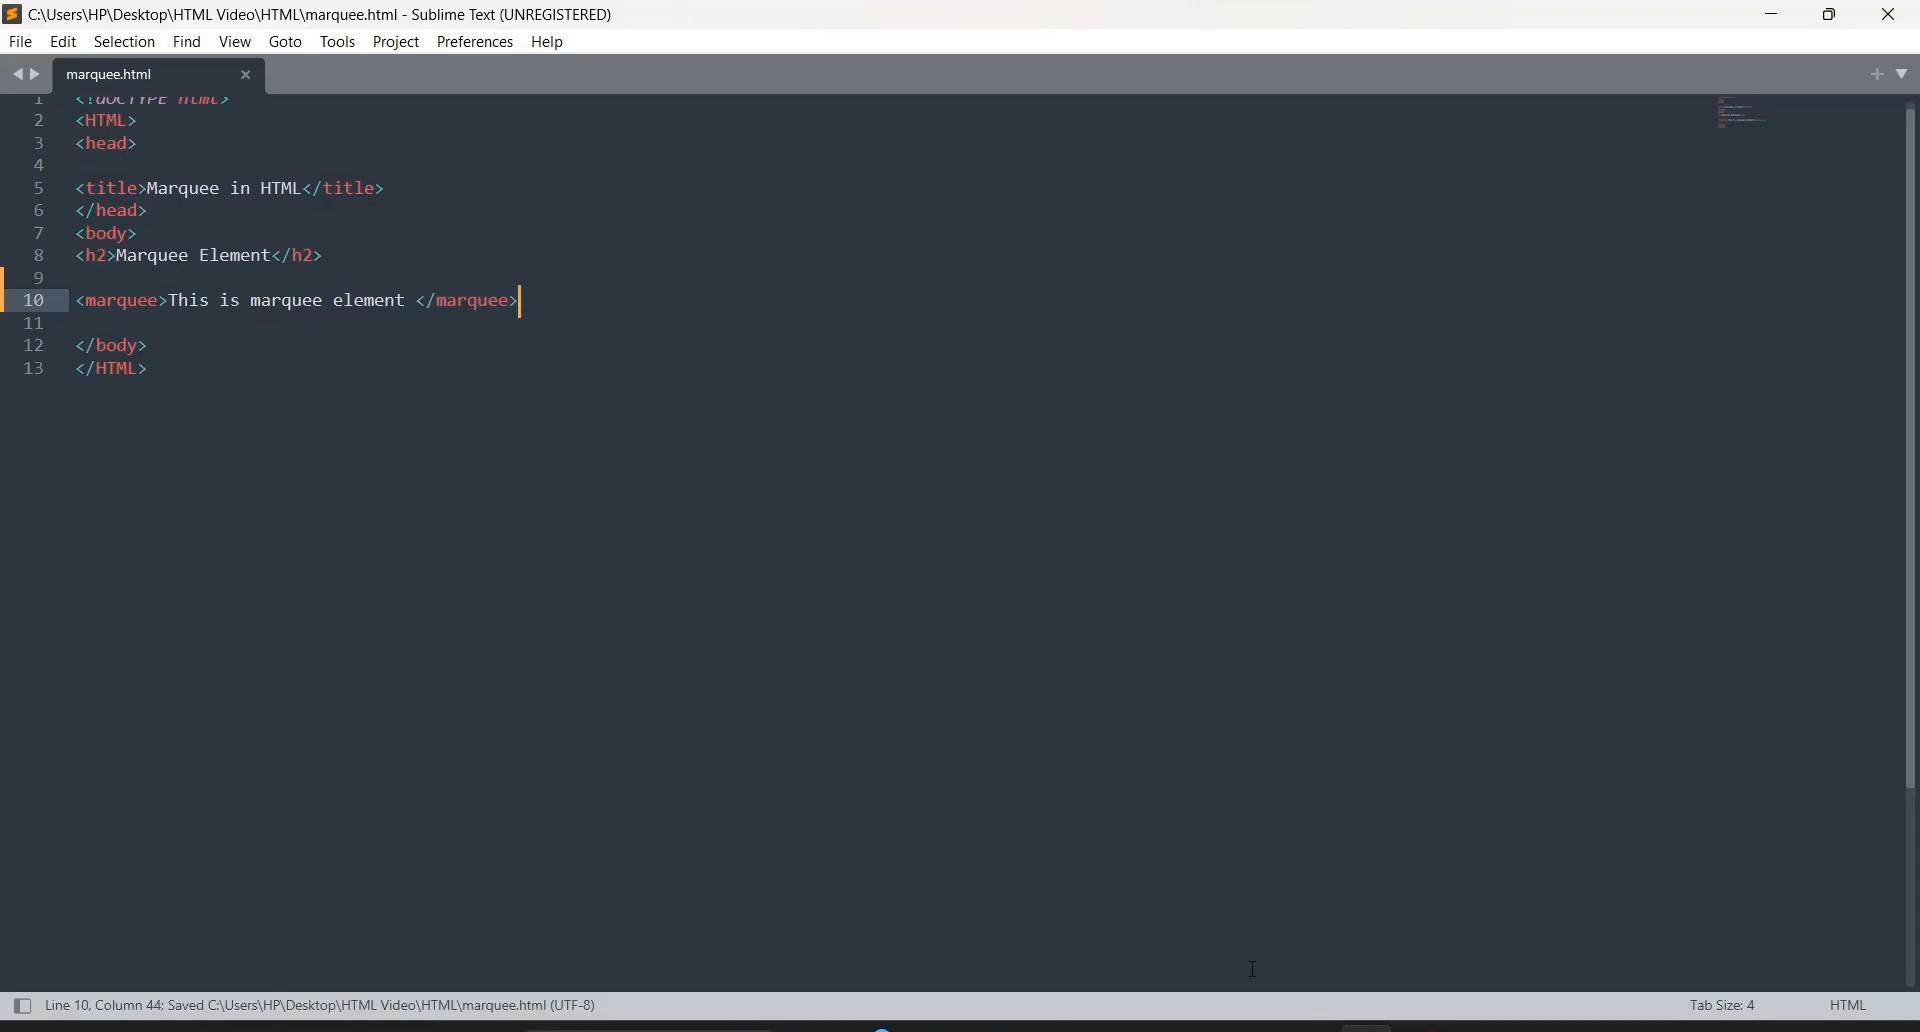 C:\Users\HP\Desktop\HTML Video\HTML\marquee.html - Sublime Text (UNREGISTERED)
File Edit Selection Find View Goto Tools Project Preferences Help
marquee.html
1 <!dOCTYPE html>
2 <HTML>
3 <head>
4
5 <title>Marquee in HTML</title>
6 </head>
7 <body>
8 <h2>Marquee Element</h2>
9
10 <marquee>This is marquee element </marquee>
11
12 </body>
13 </HTML>
Line 10, Column 44; Saved C:\Users\HP\Desktop\HTML Video\HTML\marquee.html (UTF-8) Tab Size: 4 HTML